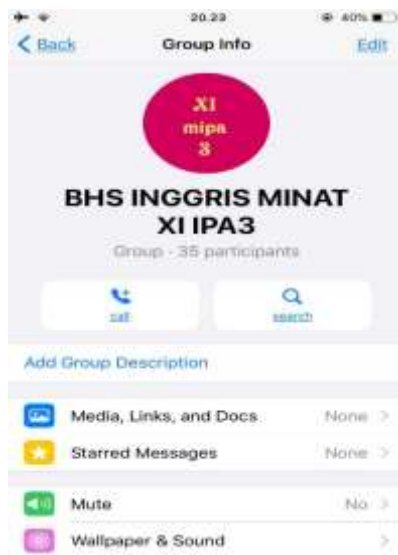 20.23
40%
Back
Group Info
Edit
XI
mipa
3
BHS INGGRIS MINAT
XI IPA3
Group - 35 participants
call
search
Add Group Description
Media, Links, and Docs None
Starred Messages None
Mute No
Wallpaper & Sound